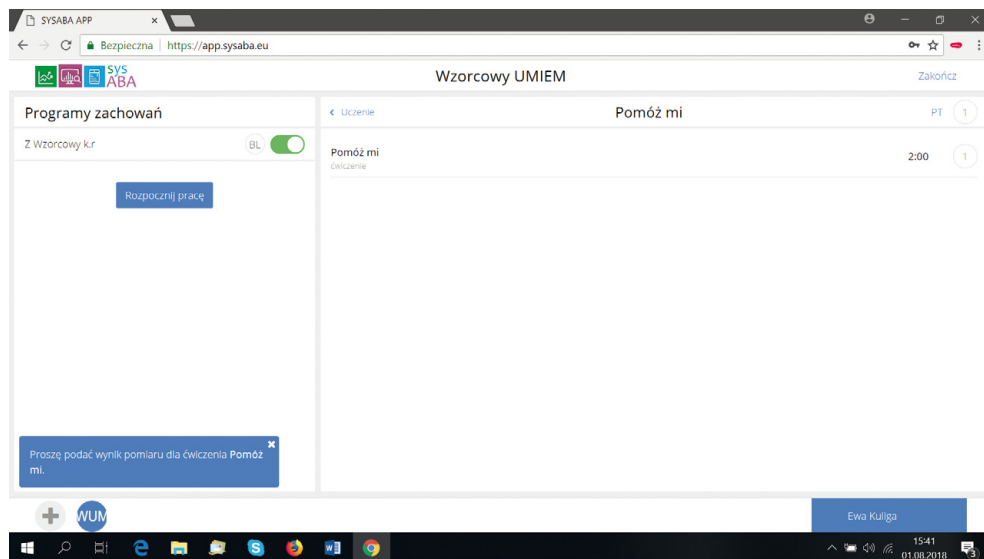 SYSABA APP
Bezpieczna https://app.sysaba.eu
sys
ABA
Wzorcowy UMIEM
Zakończ
Programy zachowań
Z Wzorcowy k.r
BL
Rozpocznij pracę
Uczenie
Pomóż mi
PT 1
Pomóż mi
ćwiczenie
2:00 1
Proszę podać wynik pomiaru dla ćwiczenia Pomóż
mi.
WUM
Ewa Kuliga
15:41
01.08.2018
3